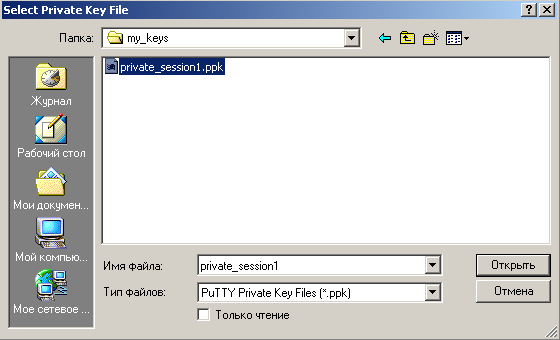 Select Private Key File
Папка: my_keys
private_session1.ppk
Журнал
Рабочий стол
Мои докумен...
Мой компью...
Мое сетевое ...
Имя файла: private_session1 Открыть
Тип файлов: PuTTY Private Key Files (*.ppk) Отмена
Только чтение